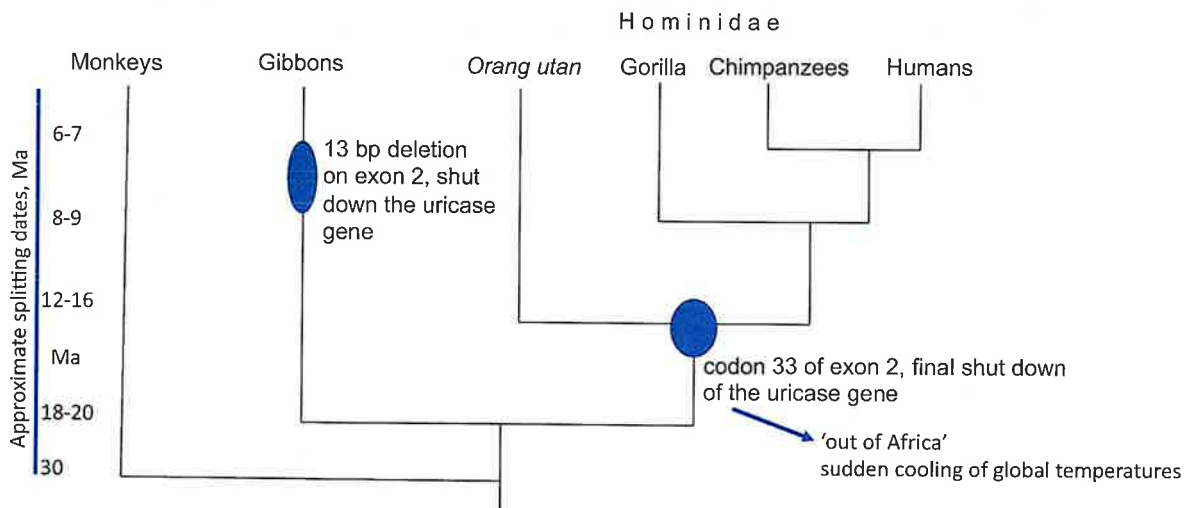 Hominidae
Monkeys
Gibbons
Orang utan
Gorilla
Chimpanzees
Humans
Approximate splitting dates, Ma
6-7
8-9
12-16
Ma
18-20
30
13 bp deletion
on exon 2, shut
down the uricase
gene
codon 33 of exon 2, final shut down
of the uricase gene
'out of Africa'
sudden cooling of global temperatures